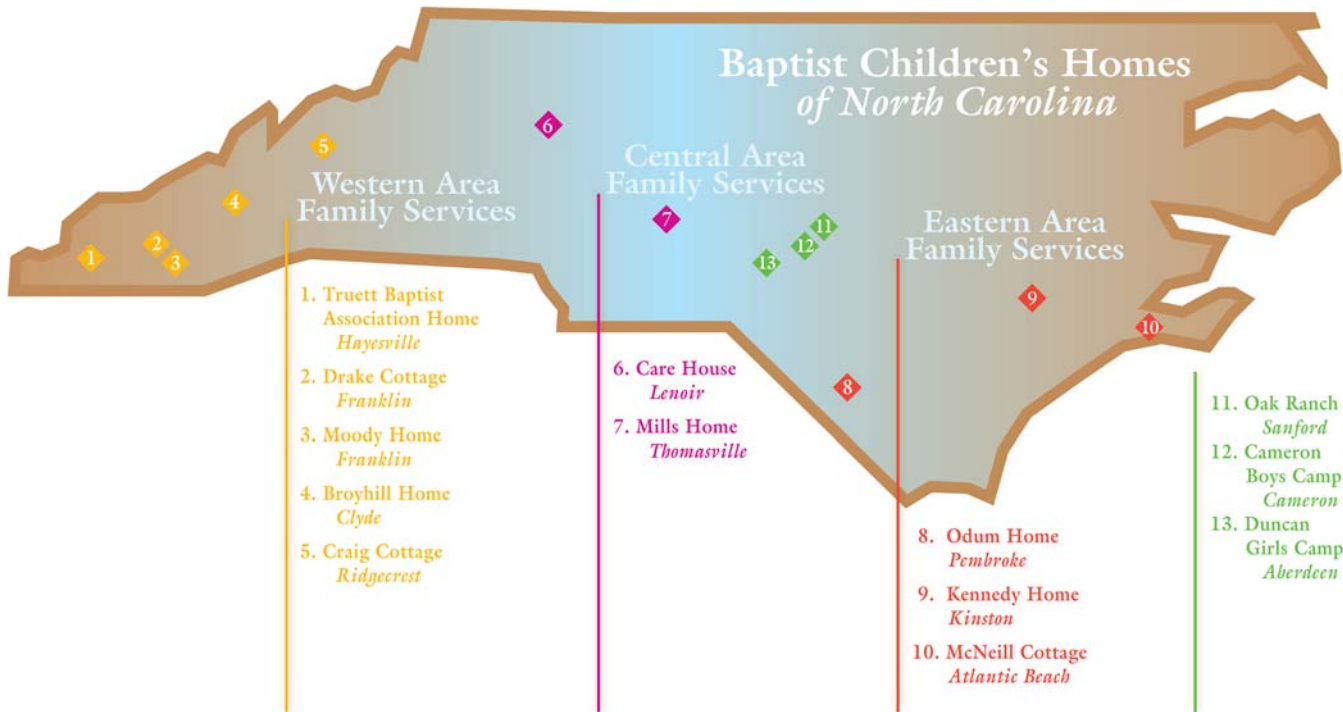 Baptist Children's Homes
of North Carolina
Western Area
Family Services
Central Area
Family Services
Eastern Area
Family Services
1
2
3
4
5
6
7
8
9
10
11
12
13
1. Truett Baptist
Association Home
Hayesville
2. Drake Cottage
Franklin
3. Moody Home
Franklin
4. Broyhill Home
Clyde
5. Craig Cottage
Ridgecrest
6. Care House
Lenoir
7. Mills Home
Thomasville
8. Odum Home
Pembroke
9. Kennedy Home
Kinston
10. McNeill Cottage
Atlantic Beach
11. Oak Ranch
Sanford
12. Cameron
Boys Camp
Cameron
13. Duncan
Girls Camp
Aberdeen